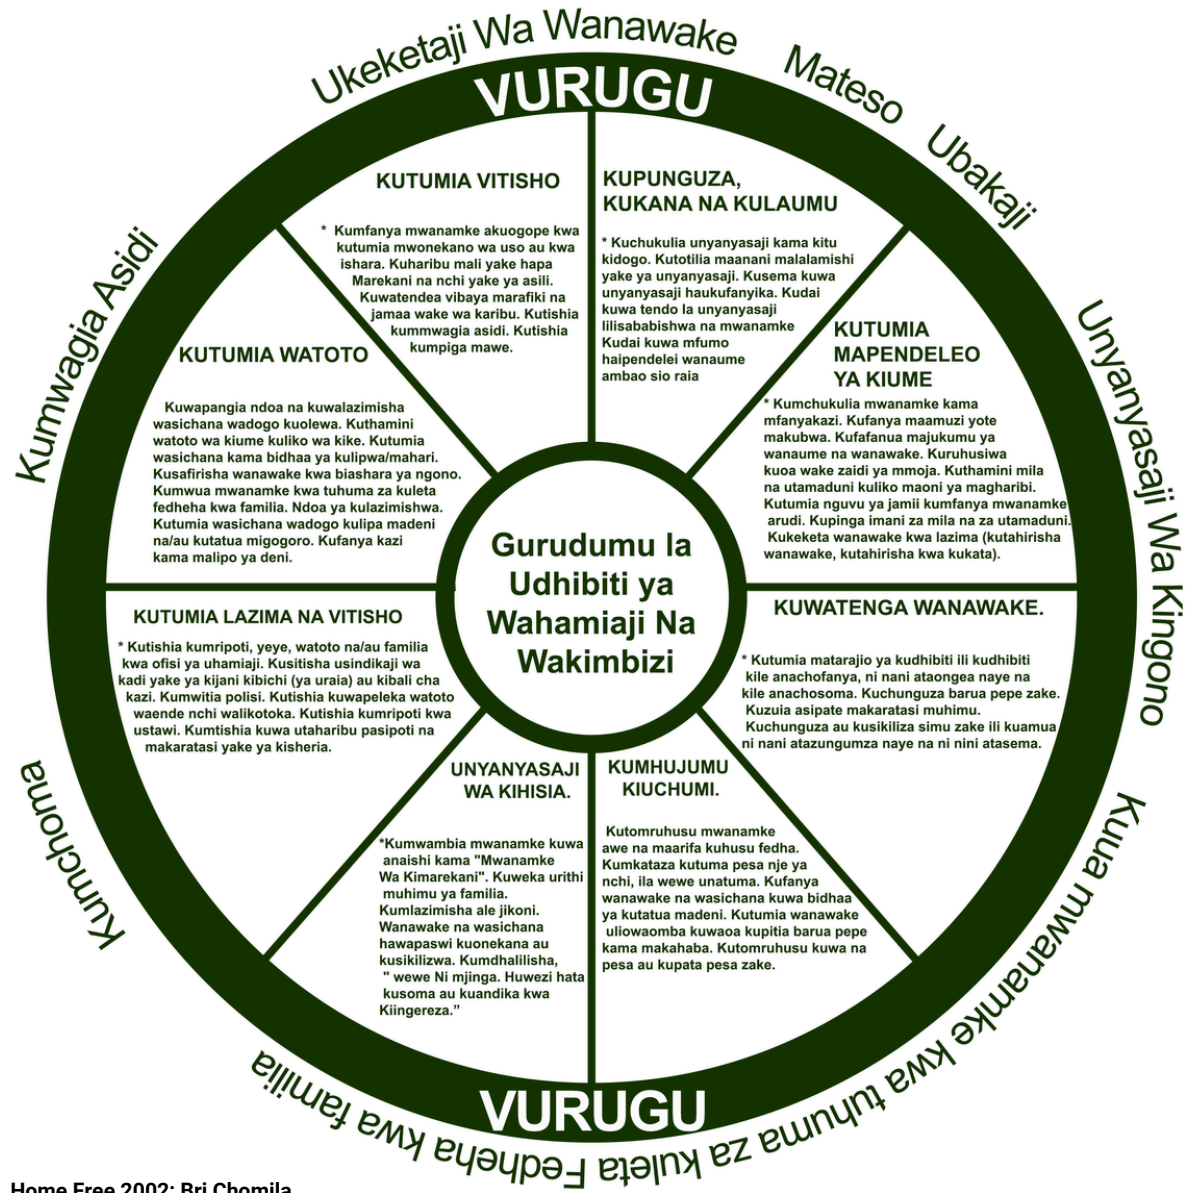 Ukeketaji Wa Wanawake
Mateso
Ubakaji
Unyanyasaji Wa Kingono
Kuua mwanamke kwa tuhuma za kuleta Fedheha kwa familia
Kumchoma
Kumwagia Asidi
VURUGU
KUTUMIA VITISHO
* Kumfanya mwanamke akuogope kwa
kutumia mwonekano wa uso au kwa
ishara. Kuharibu mali yake hapa
Marekani na nchi yake ya asili.
Kuwatendea vibaya marafiki na
jamaa wake wa karibu. Kutishia
kummwagia asidi. Kutishia
kumpiga mawe.
KUPUNGUZA,
KUKANA NA KULAUMU
* Kuchukulia unyanyasaji kama kitu
kidogo. Kutotilia maanani malalamishi
yake ya unyanyasaji. Kusema kuwa
unyanyasaji haukufanyika. Kudai
kuwa tendo la unyanyasaji
lilisababishwa na mwanamke
Kudai kuwa mfumo
haipendelei wanaume
ambao sio raia
KUTUMIA
MAPENDELEO
YA KIUME
* Kumchukulia mwanamke kama
mfanyakazi. Kufanya maamuzi yote
makubwa. Kufafanua majukumu ya
wanaume na wanawake. Kuruhusiwa
kuoa wake zaidi ya mmoja. Kuthamini mila
na utamaduni kuliko maoni ya magharibi.
Kutumia nguvu ya jamii kumfanya mwanamke
arudi. Kupinga imani za mila na za utamaduni.
Kukeketa wanawake kwa lazima (kutahirisha
wanawake, kutahirisha kwa kukata).
KUWATENGA WANAWAKE.
* Kutumia matarajio ya kudhibiti ili kudhibiti
kile anachofanya, ni nani ataongea naye na
kile anachosoma. Kuchunguza barua pepe zake.
Kuzuia asipate makaratasi muhimu.
Kuchunguza au kusikiliza simu zake ili kuamua
ni nani atazungumza naye na ni nini atasema.
KUMHUJUMU
KIUCHUMI.
Kutomruhusu mwanamke
awe na maarifa kuhusu fedha.
Kumkataza kutuma pesa nje ya
nchi, ila wewe unatuma. Kufanya
wanawake na wasichana kuwa bidhaa
ya kutatua madeni. Kutumia wanawake
uliowaomba kuwaoa kupitia barua pepe
kama makahaba. Kutomruhusu kuwa na
pesa au kupata pesa zake.
UNYANYASAJI
WA KIHISIA.
*Kumwambia mwanamke kuwa
anaishi kama "Mwanamke
Wa Kimarekani". Kuweka urithi
muhimu ya familia.
Kumlazimisha ale jikoni.
Wanawake na wasichana
hawapaswi kuonekana au
kusikilizwa. Kumdhalilisha,
" wewe Ni mjinga. Huwezi hata
kusoma au kuandika kwa
Kiingereza.”
KUTUMIA LAZIMA NA VITISHO
* Kutishia kumripoti, yeye, watoto na/au familia
kwa ofisi ya uhamiaji. Kusitisha usindikaji wa
kadi yake ya kijani kibichi (ya uraia) au kibali cha
kazi. Kumwitia polisi. Kutishia kuwapeleka watoto
waende nchi walikotoka. Kutishia kumripoti kwa
ustawi. Kumtishia kuwa utaharibu pasipoti na
makaratasi yake ya kisheria.
KUTUMIA WATOTO
Kuwapangia ndoa na kuwalazimisha
wasichana wadogo kuolewa. Kuthamini
watoto wa kiume kuliko wa kike. Kutumia
wasichana kama bidhaa ya kulipwa/mahari.
Kusafirisha wanawake kwa biashara ya ngono.
Kumwua mwanamke kwa tuhuma za kuleta
fedheha kwa familia. Ndoa ya kulazimishwa.
Kutumia wasichana wadogo kulipa madeni
na/au kutatua migogoro. Kufanya kazi
kama malipo ya deni.
Gurudumu la
Udhibiti ya
Wahamiaji Na
Wakimbizi
VURUGU
Home Free 2002; Bri Chomila